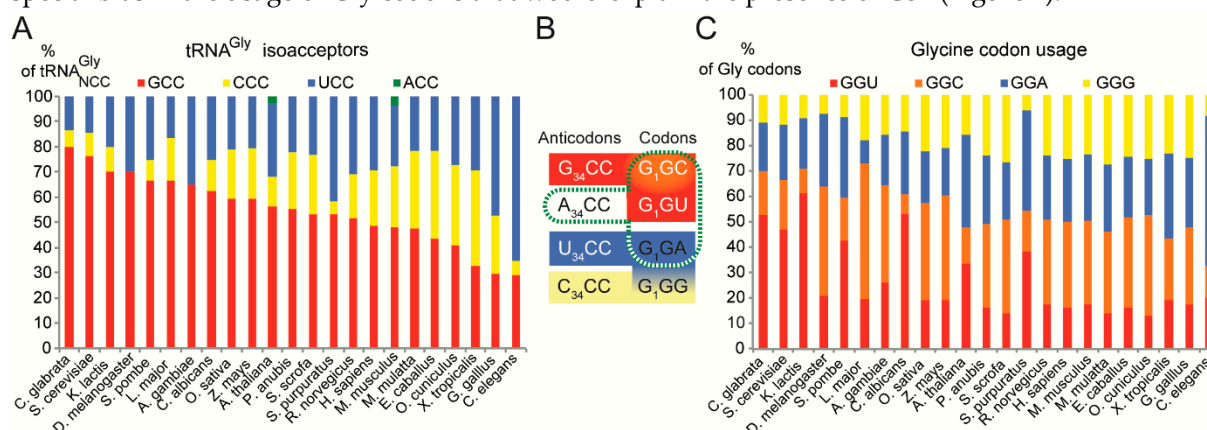 A
%
of tRNA^Gly_NCC
tRNA^Gly isoacceptors
GCC CCC UCC ACC
100
90
80
70
60
50
40
30
20
10
0
C. glabrata
S. cerevisiae
K. lactis
D. melanogaster
S. pombe
L. major
A. gambiae
C. albicans
O. sativa
Z. mays
A. thaliana
P. anubis
S. scrofa
S. purpuratus
R. norvegicus
H. sapiens
M. musculus
M. mulatta
E. caballus
O. cuniculus
X. tropicalis
G. gallius
C. elegans
B
Anticodons Codons
G34CC G1GC
A34CC G1GU
U34CC G1GA
C34CC G1GG
C
%
of Gly codons
Glycine codon usage
GGU GGC GGA GGG
100
90
80
70
60
50
40
30
20
10
0
C. glabrata
S. cerevisiae
K. lactis
D. melanogaster
S. pombe
L. major
A. gambiae
C. albicans
O. sativa
Z. mays
A. thaliana
P. anubis
S. scrofa
S. purpuratus
R. norvegicus
H. sapiens
M. musculus
M. mulatta
E. caballus
O. cuniculus
X. tropicalis
G. gallius
C. elegans